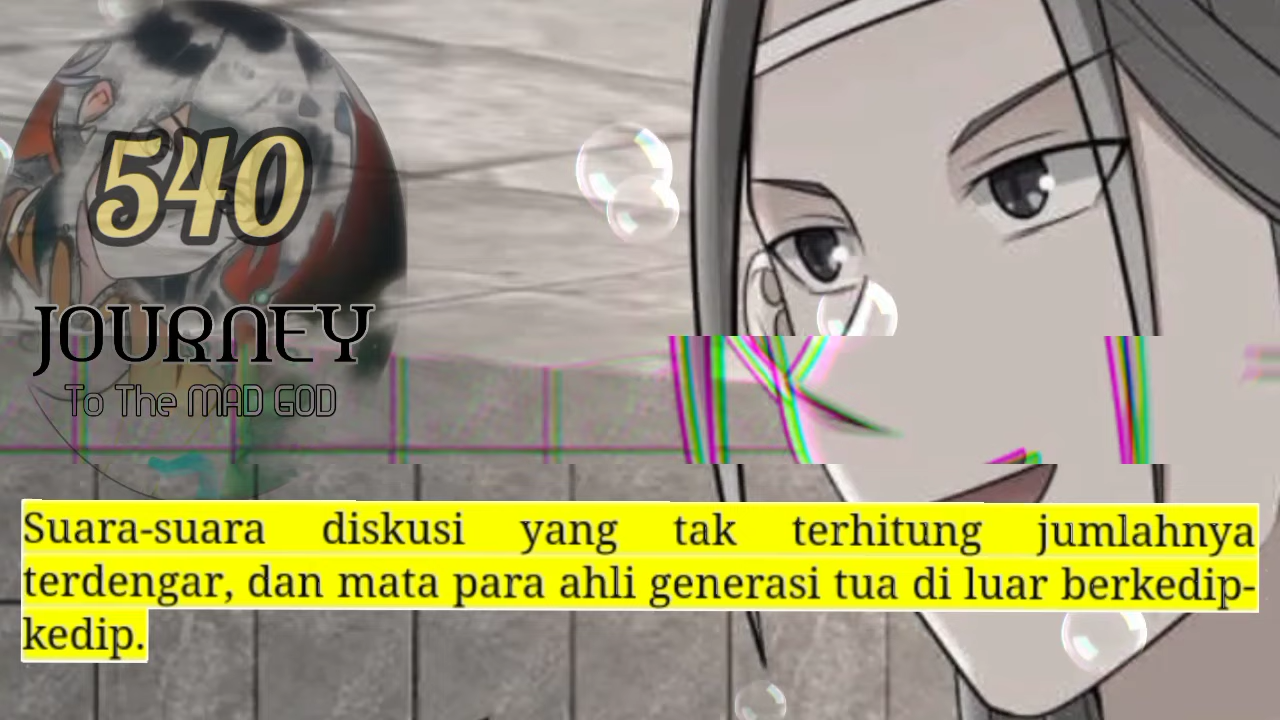 540
JOURNEY
To The MAD GOD
Suara-suara diskusi yang tak terhitung jumlahnya
terdengar, dan mata para ahli generasi tua di luar berkedip-
kedip.